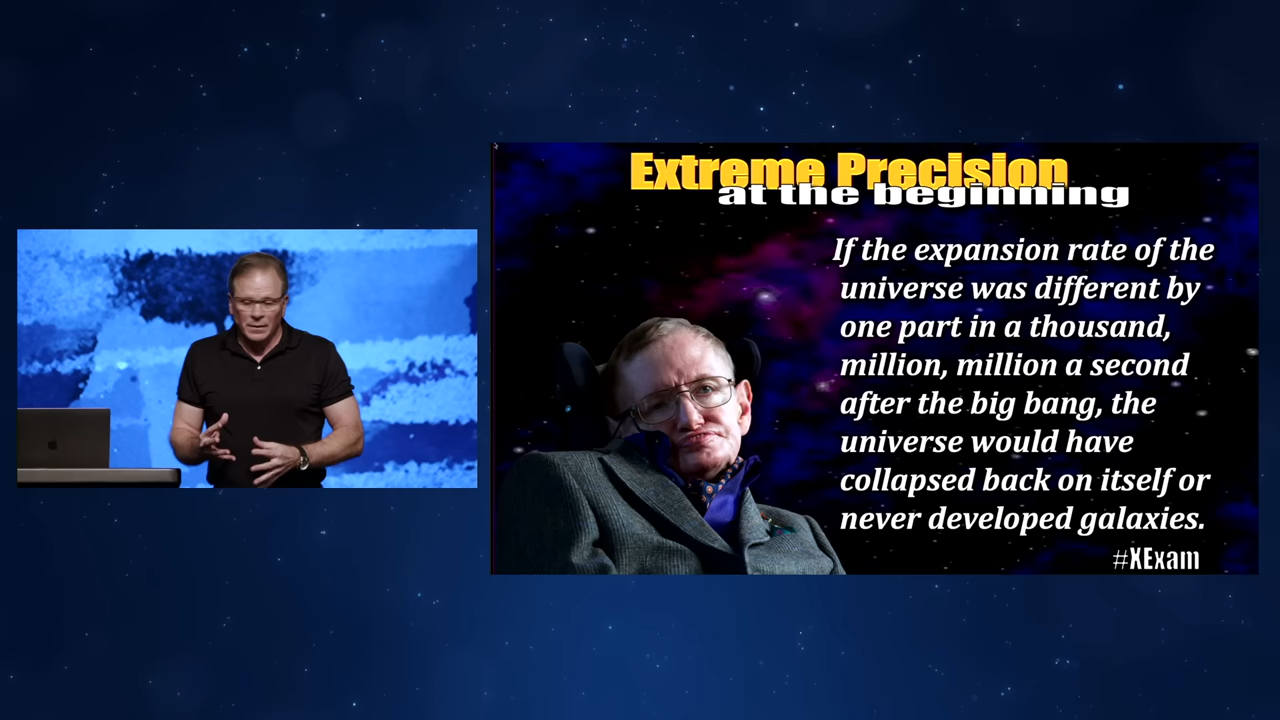 Extreme Precision
at the beginning
If the expansion rate of the
universe was different by
one part in a thousand,
million, million a second
after the big bang, the
universe would have
collapsed back on itself or
never developed galaxies.
#XExam